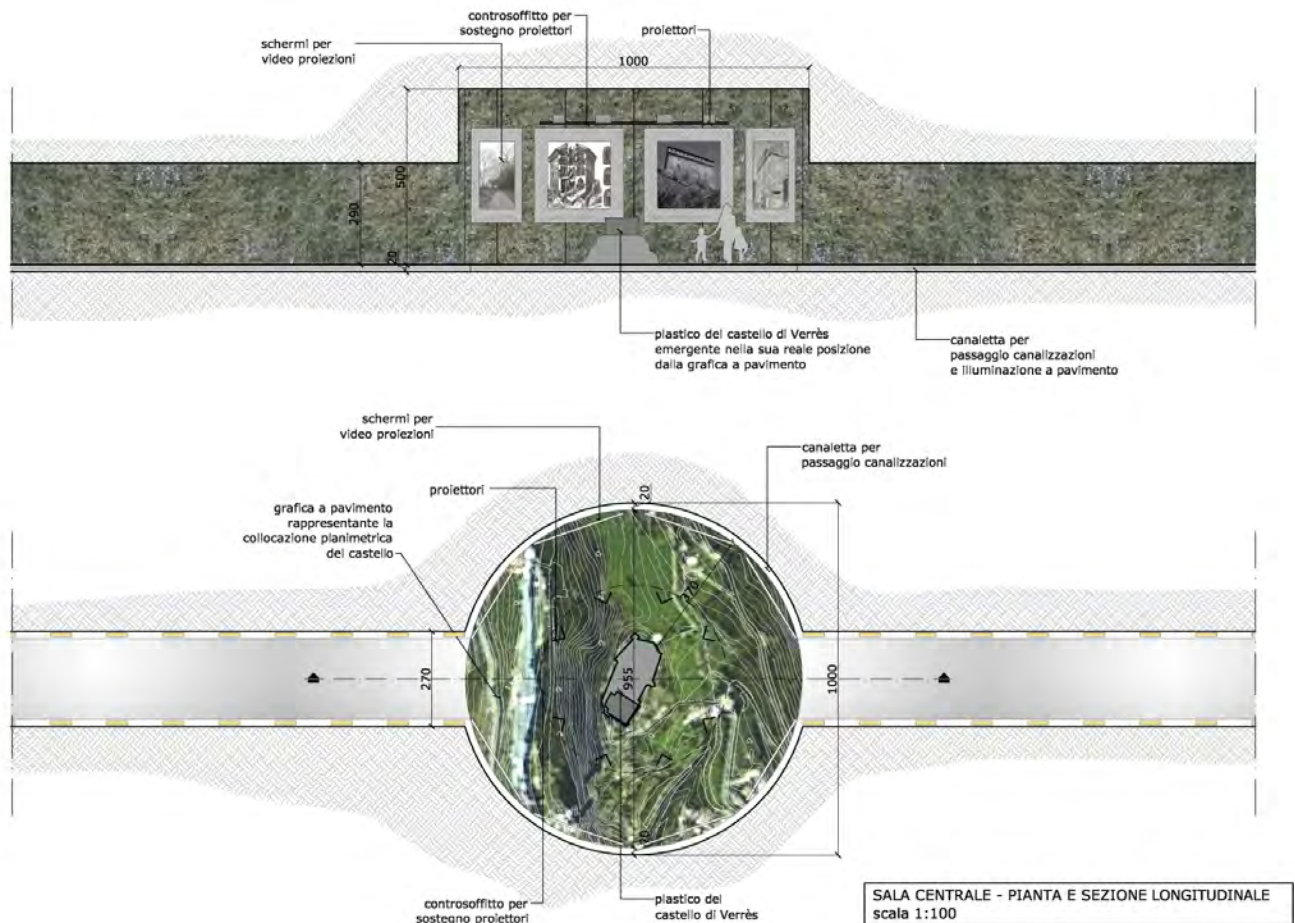 controsoffitto per
sostegno proiettori
proiettori
schermi per
video proiezioni
1000
500
290
20
plastico del castello di Verrès
emergente nella sua reale posizione
dalla grafica a pavimento
canaletta per
passaggio canalizzazioni
e illuminazione a pavimento
schermi per
video proiezioni
canaletta per
passaggio canalizzazioni
proiettori
20
grafica a pavimento
rappresentante la
collocazione planimetrica
del castello
370
270
955
1000
20
controsoffitto per
sostegno proiettori
plastico del
castello di Verrès
SALA CENTRALE - PIANTA E SEZIONE LONGITUDINALE
scala 1:100